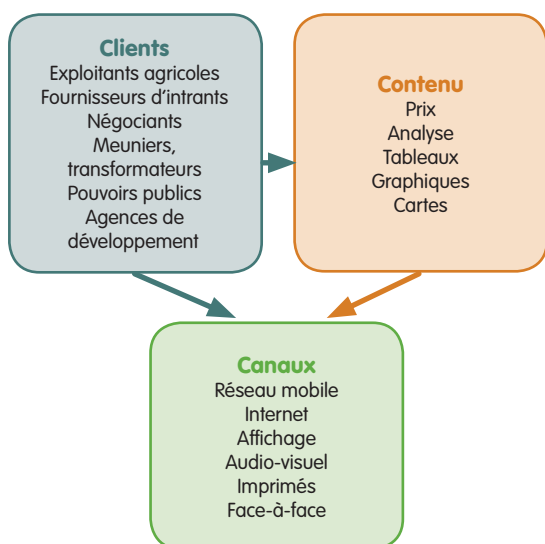 Clients
Exploitants agricoles
Fournisseurs d'intrants
Négociants
Meuniers,
transformateurs
Pouvoirs publics
Agences de
développement
Contenu
Prix
Analyse
Tableaux
Graphiques
Cartes
Canaux
Réseau mobile
Internet
Affichage
Audio-visuel
Imprimés
Face-à-face